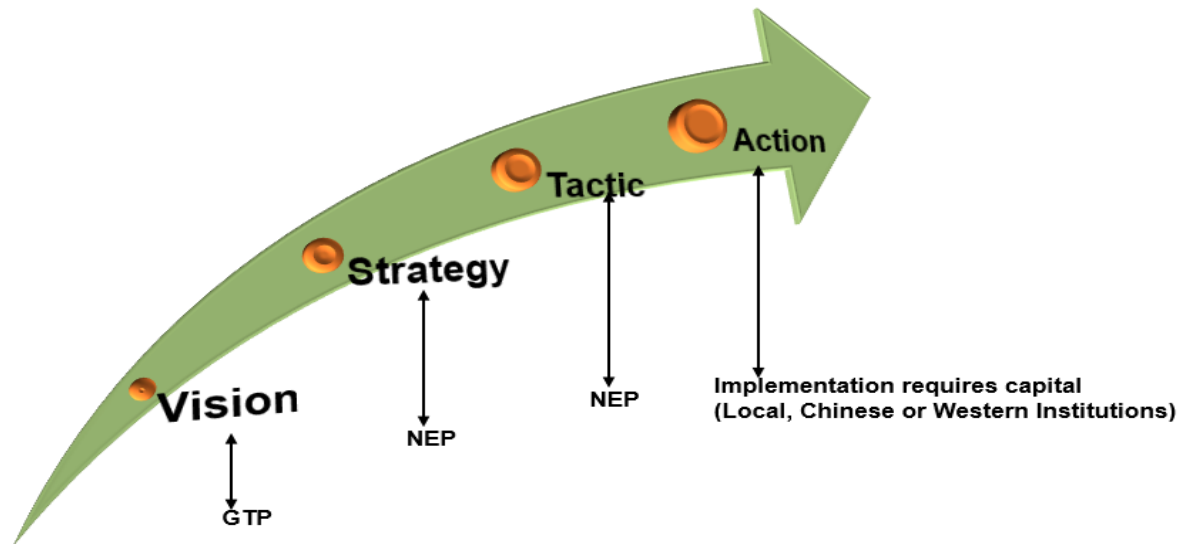 Action
Tactic
Strategy
Vision
Implementation requires capital
(Local, Chinese or Western Institutions)
NEP
NEP
GTP